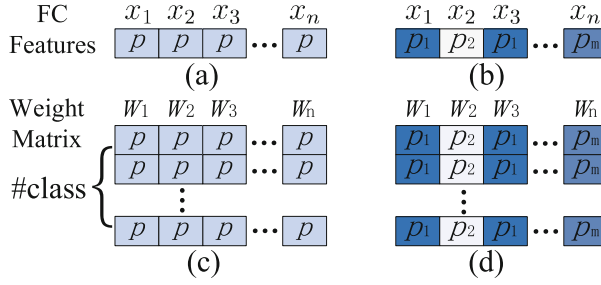 FC x₁ x₂ x₃ xₙ x₁ x₂ x₃ xₙ
Features p p p ••• p p₁ p₂ p₁ ••• pₘ
(a) (b)
Weight W₁ W₂ W₃ Wₙ W₁ W₂ W₃ Wₙ
Matrix p p p ••• p p₁ p₂ p₁ ••• pₘ
#class p p p ••• p p₁ p₂ p₁ ••• pₘ
p p p ••• p p₁ p₂ p₁ ••• pₘ
(c) (d)